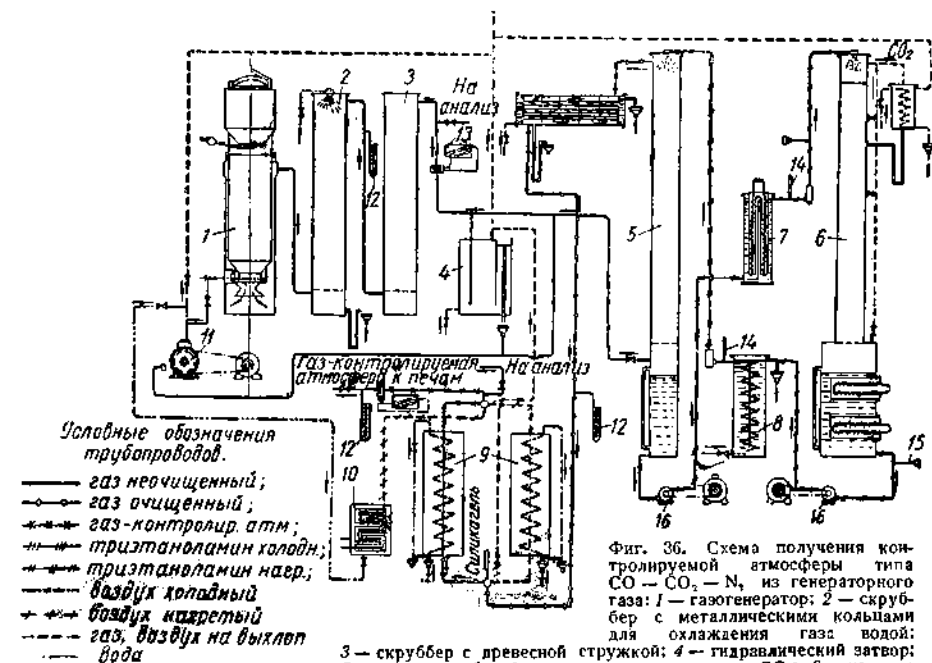 1
2
3
На
анализ
13
12
4
5
14
7
6
CO₂
11
Газ-контролируемая
атмосфера к печам
На анализ
14
8
15
16
16
12
12
10
9
Силикагель
Условные обозначения
трубопроводов.
газ неочищенный;
газ очищенный;
газ-контролир. атм;
триэтаноламин холодн;
триэтаноламин нагр.;
воздух холодный
воздух нагретый
газ, воздух на выхлоп
вода
Фиг. 36. Схема получения кон-
тролируемой атмосферы типа
CO — CO₂ — N₂ из генераторного
газа: 1 — газогенератор; 2 — скруб-
бер с металлическими кольцами
для охлаждения газа водой;
3 — скруббер с древесной стружкой; 4 — гидравлический затвор;